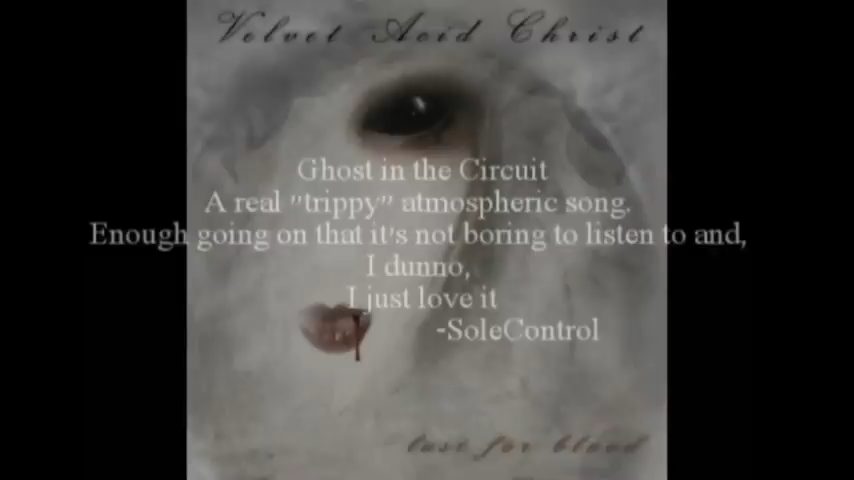 Velvet Acid Christ
Ghost in the Circuit
A real "trippy" atmospheric song.
Enough going on that it's not boring to listen to and,
I dunno,
I just love it
-SoleControl
lust for blood